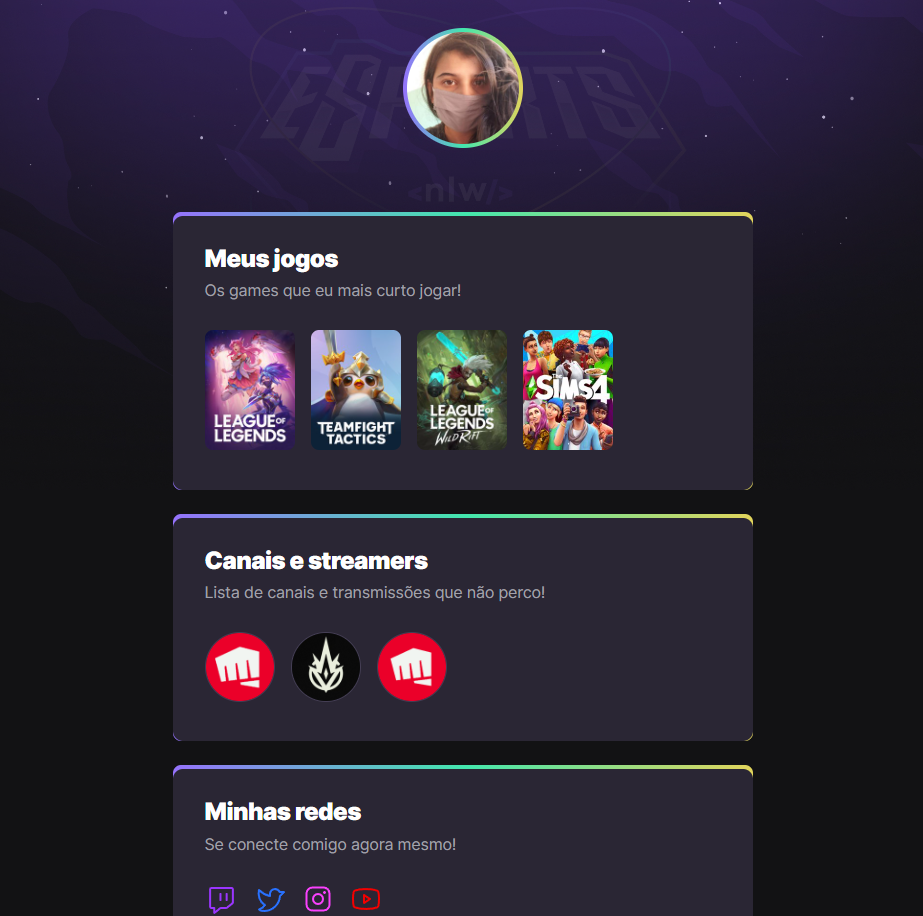 ESPORTS
<nlw/>
Meus jogos
Os games que eu mais curto jogar!
LEAGUE OF
LEGENDS
TEAMFIGHT
TACTICS
LEAGUE OF
LEGENDS
WILD RIFT
THE
SIMS4
Canais e streamers
Lista de canais e transmissões que não perco!
Minhas redes
Se conecte comigo agora mesmo!